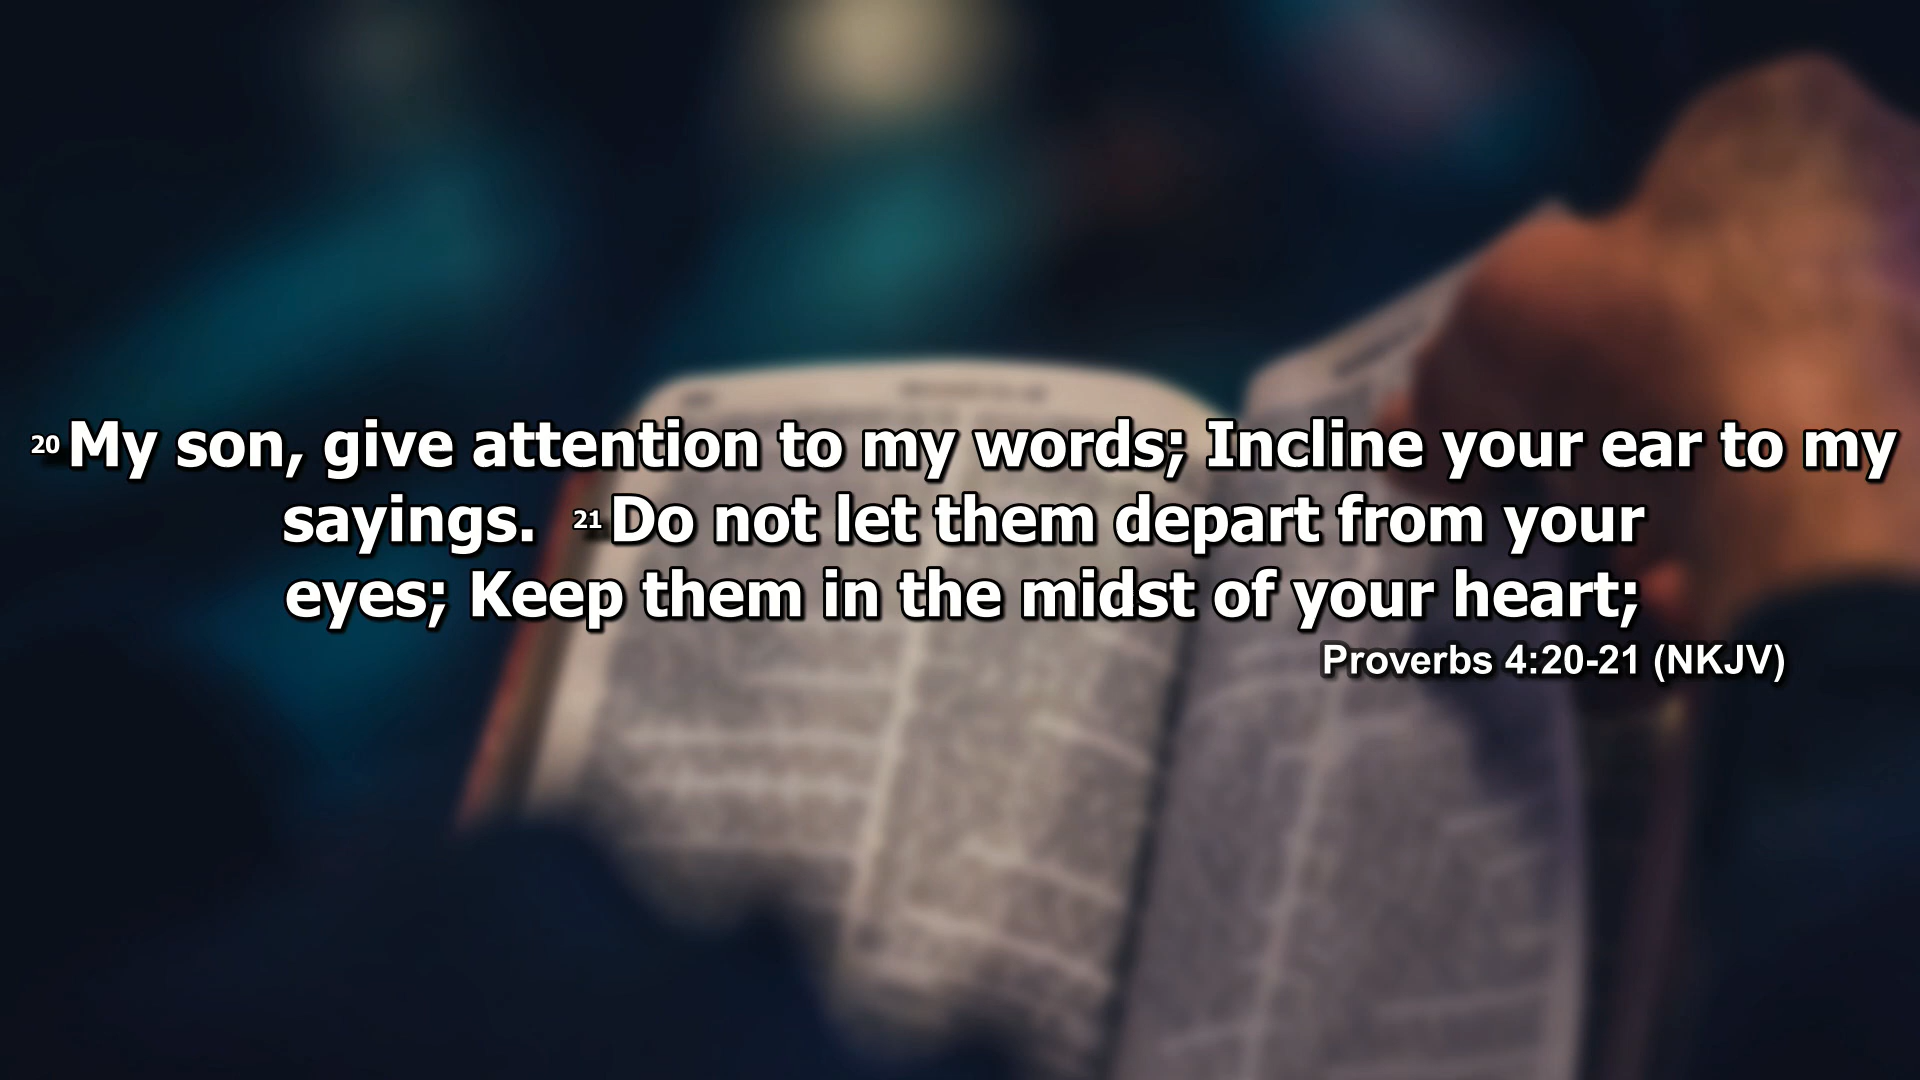 20 My son, give attention to my words; Incline your ear to my
sayings. 21 Do not let them depart from your
eyes; Keep them in the midst of your heart;
Proverbs 4:20-21 (NKJV)